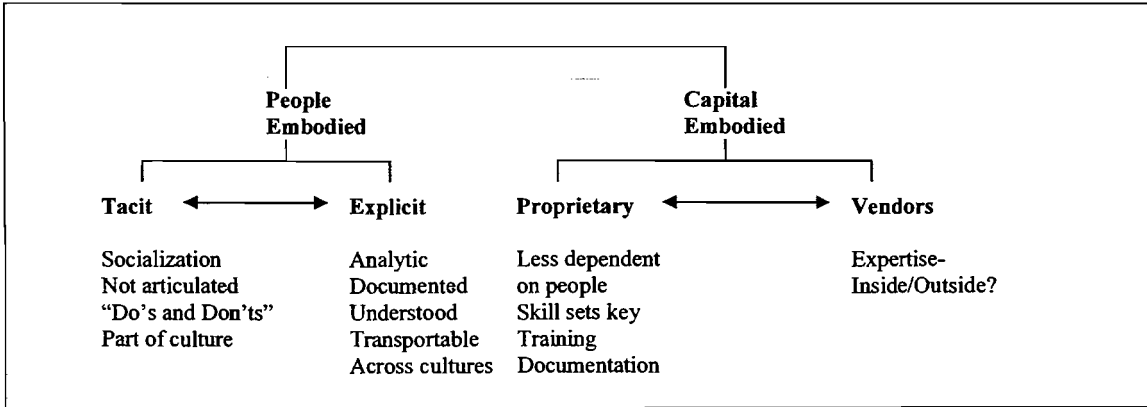 People
Embodied
Capital
Embodied
Tacit
Explicit
Proprietary
Vendors
Socialization
Not articulated
“Do's and Don'ts”
Part of culture
Analytic
Documented
Understood
Transportable
Across cultures
Less dependent
on people
Skill sets key
Training
Documentation
Expertise-
Inside/Outside?